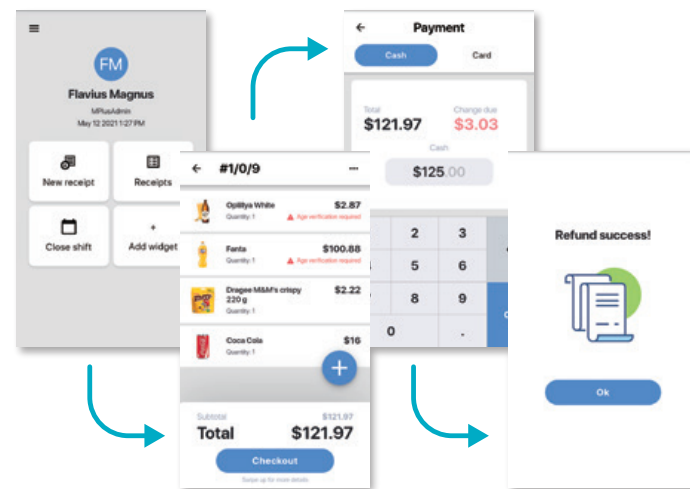 FM
Flavius Magnus
MPlusAdmin
May 12 2021 1:27 PM
New receipt
Receipts
Close shift
+
Add widget
#1/0/9
...
Opillya White
$2.87
Quantity: 1
Age verification required
Fanta
$100.88
Quantity: 1
Age verification required
Dragee M&M's crispy
220 g
$2.22
Quantity: 1
Coca Cola
$16
Quantity: 1
+
Subtotal
$121.97
Total
$121.97
Checkout
Swipe up for more details
Payment
Cash
Card
Total
Change due
$121.97
$3.03
Cash
$125.00
2
3
5
6
8
9
0
.
Refund success!
Ok